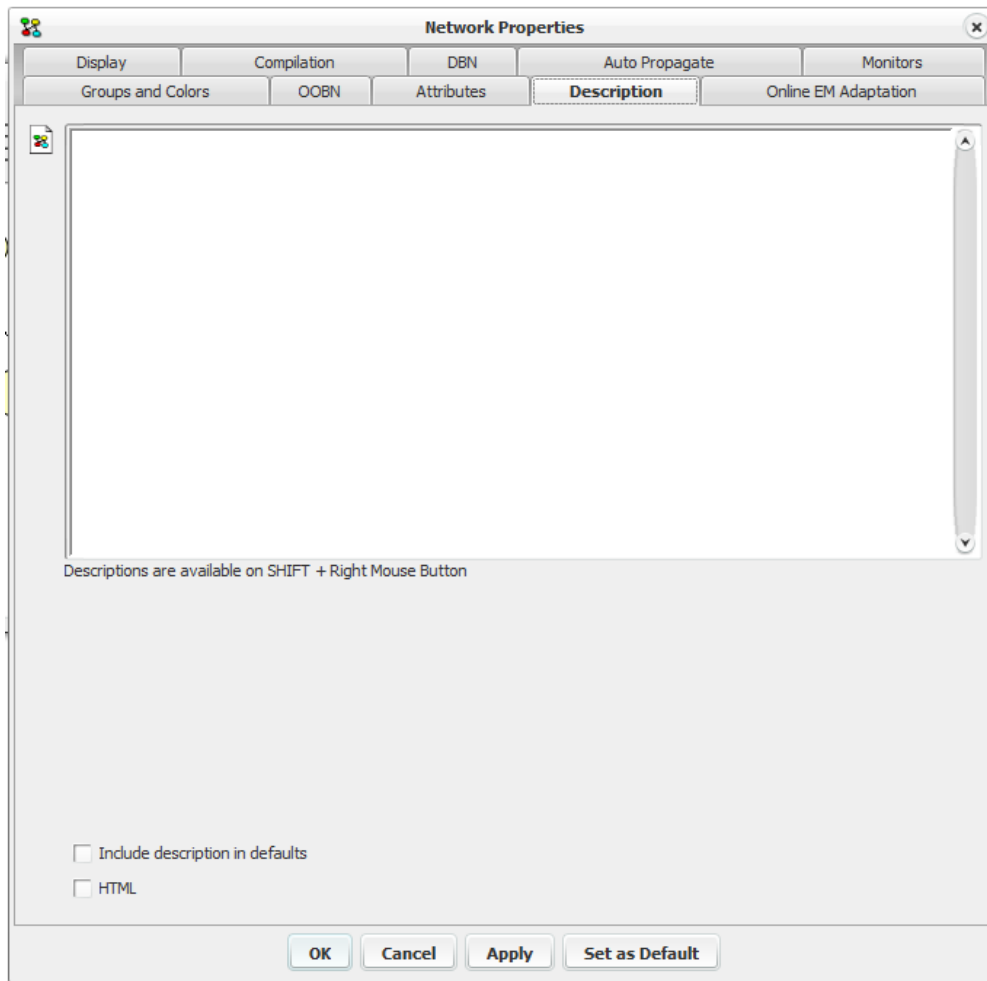 Network Properties
Display Compilation DBN Auto Propagate Monitors
Groups and Colors OOBN Attributes Description Online EM Adaptation
Descriptions are available on SHIFT + Right Mouse Button
Include description in defaults
HTML
OK Cancel Apply Set as Default